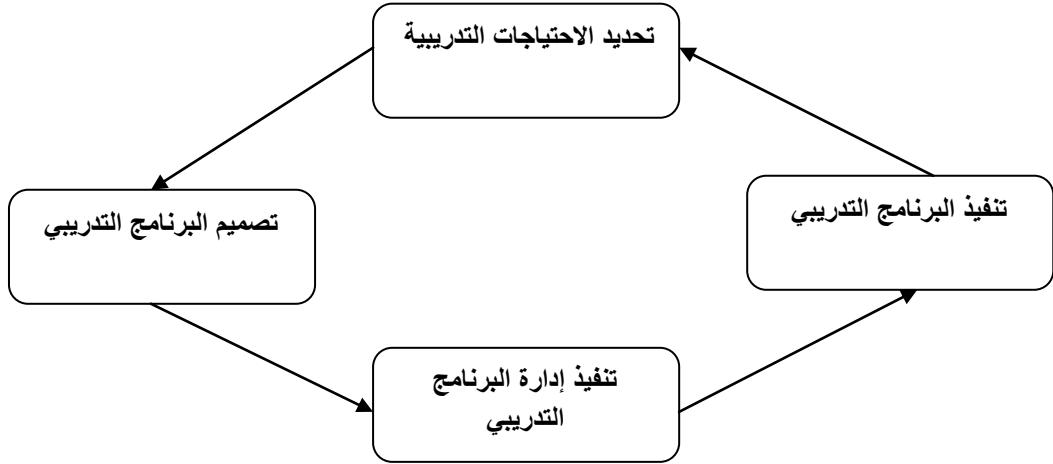 تحديد الاحتياجات التدريبية
تنفيذ البرنامج التدريبي
تصميم البرنامج التدريبي
تنفيذ إدارة البرنامج
التدريبي